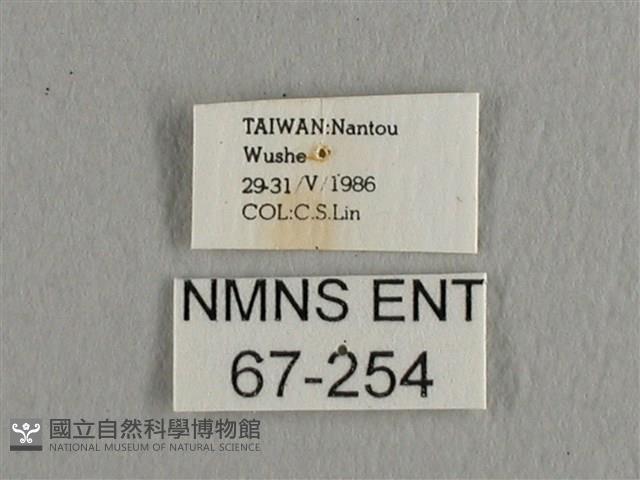 TAIWAN:Nantou
Wushe
29-31/V/1986
COL:C.S.Lin
NMNS ENT
67-254
國立自然科學博物館
NATIONAL MUSEUM OF NATURAL SCIENCE